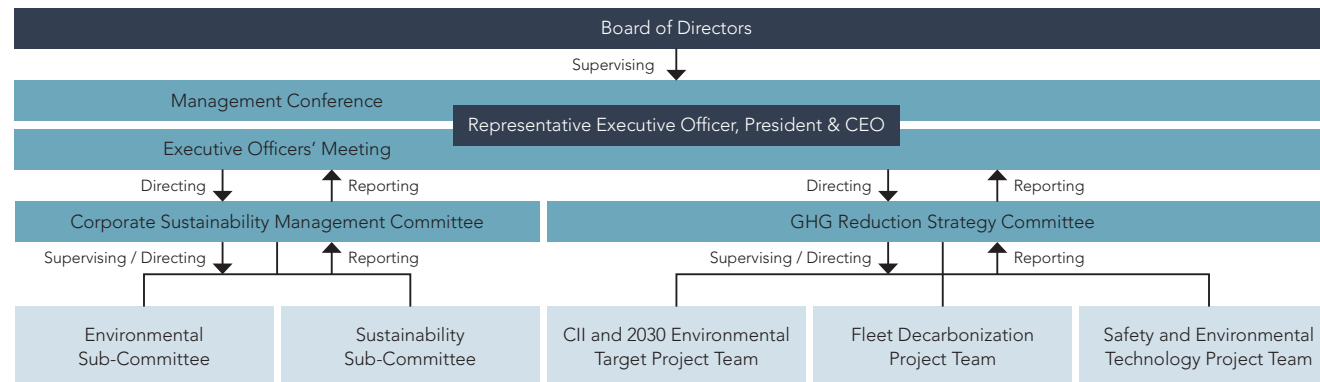 Board of Directors
Supervising
Management Conference
Representative Executive Officer, President & CEO
Executive Officers' Meeting
Directing
Reporting
Directing
Reporting
Corporate Sustainability Management Committee
GHG Reduction Strategy Committee
Supervising / Directing
Reporting
Supervising / Directing
Reporting
Environmental
Sub-Committee
Sustainability
Sub-Committee
CII and 2030 Environmental
Target Project Team
Fleet Decarbonization
Project Team
Safety and Environmental
Technology Project Team